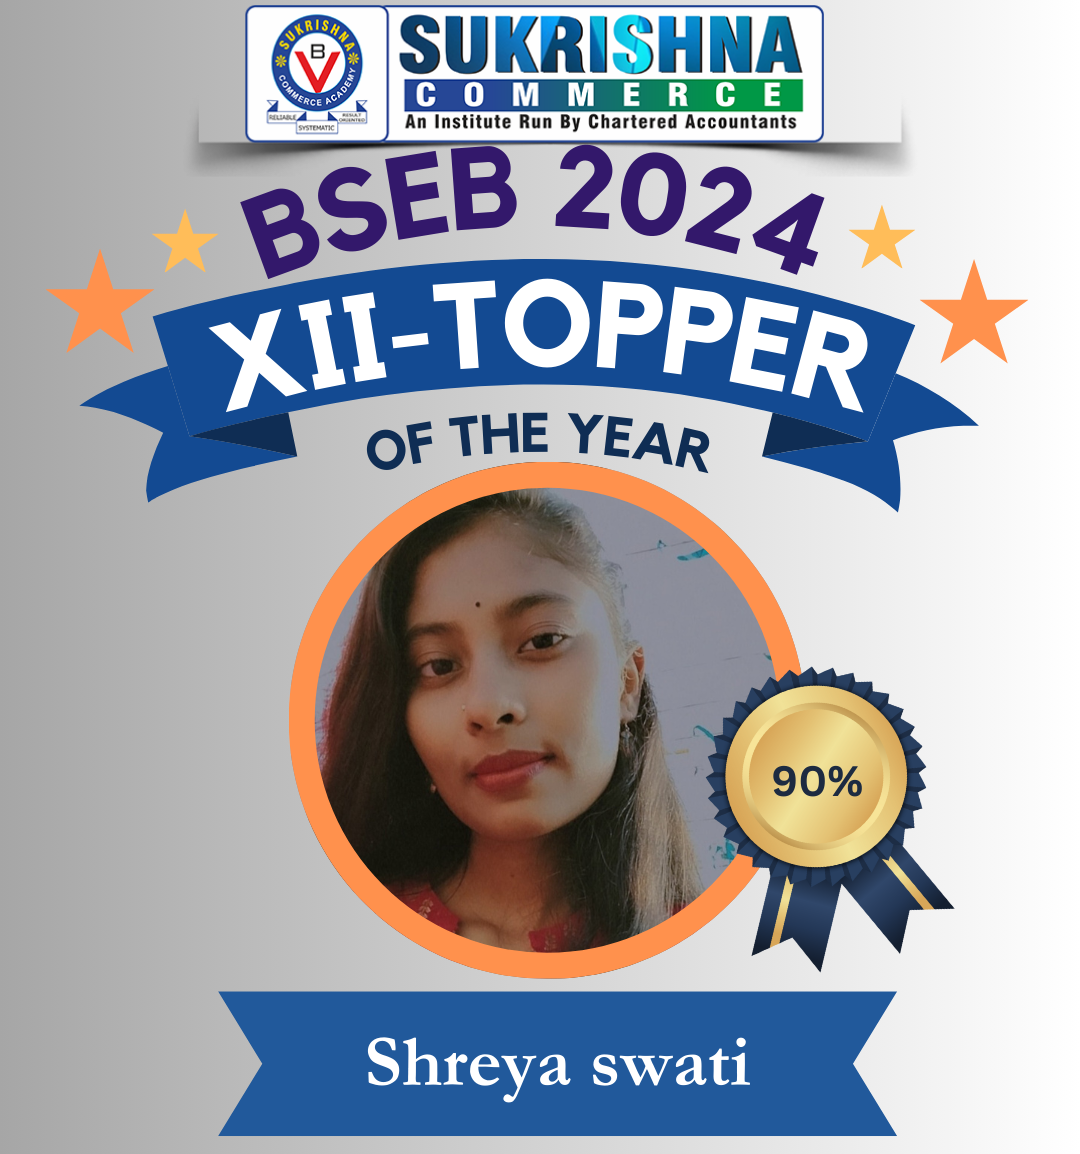 SUKRISHNA
COMMERCE ACADEMY
B
V
RELIABLE
SYSTEMATIC
RESULT
ORIENTED
SUKRISHNA
COMMERCE
An Institute Run By Chartered Accountants
BSEB 2024
XII-TOPPER
OF THE YEAR
90%
Shreya swati